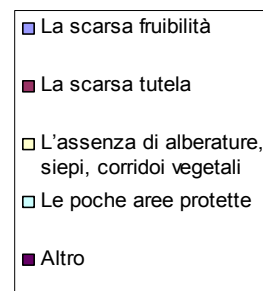 La scarsa fruibilità
La scarsa tutela
L'assenza di alberature,
siepi, corridoi vegetali
Le poche aree protette
Altro